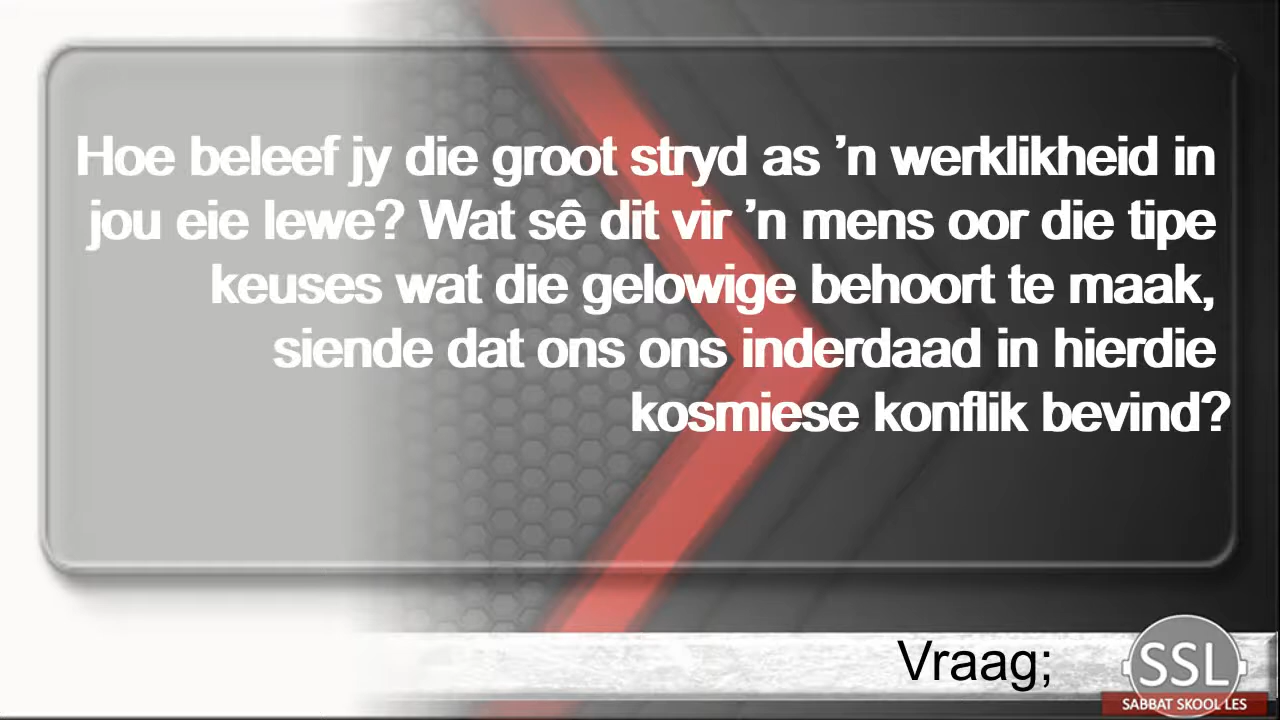 Hoe beleef jy die groot stryd as ’n werklikheid in
jou eie lewe? Wat sê dit vir ’n mens oor die tipe
keuses wat die gelowige behoort te maak,
siende dat ons ons inderdaad in hierdie
kosmiese konflik bevind?
Vraag;
SSL
SABBAT SKOOL LES